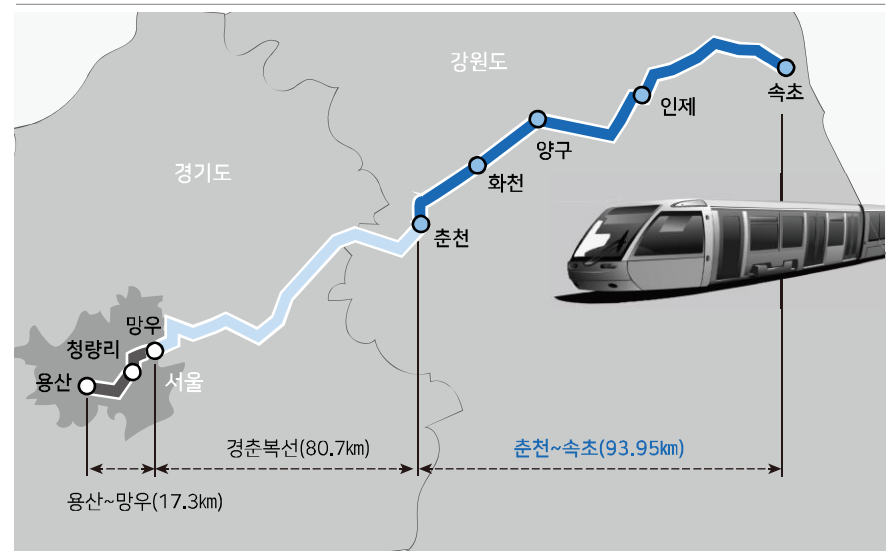 강원도
속초
인제
양구
경기도
화천
춘천
망우
청량리
용산
서울
경춘복선(80.7㎞)
춘천~속초(93.95㎞)
용산~망우(17.3㎞)